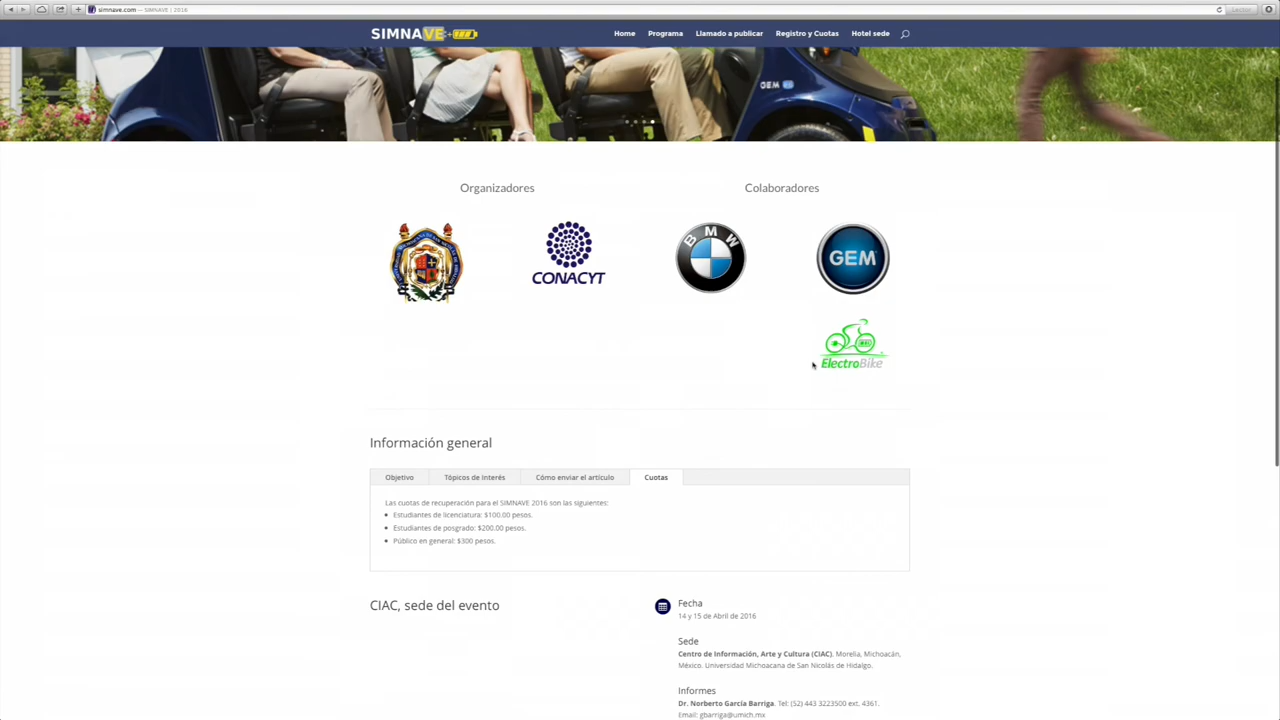 simnave.com — SIMNAVE | 2016
Lector
SIMNAVE
Home
Programa
Llamado a publicar
Registro y Cuotas
Hotel sede
GEM
Organizadores
Colaboradores
CONACYT
BMW
GEM
ElectroBike
Información general
Objetivo
Tópicos de interés
Cómo enviar el artículo
Cuotas
Las cuotas de recuperación para el SIMNAVE 2016 son las siguientes:
Estudiantes de licenciatura: $100.00 pesos.
Estudiantes de posgrado: $200.00 pesos.
Público en general: $300 pesos.
CIAC, sede del evento
Fecha
14 y 15 de Abril de 2016
Sede
Centro de Información, Arte y Cultura (CIAC). Morelia, Michoacán,
México. Universidad Michoacana de San Nicolás de Hidalgo.
Informes
Dr. Norberto García Barriga. Tel: (52) 443 3223500 ext. 4361.
Email: gbarriga@umich.mx